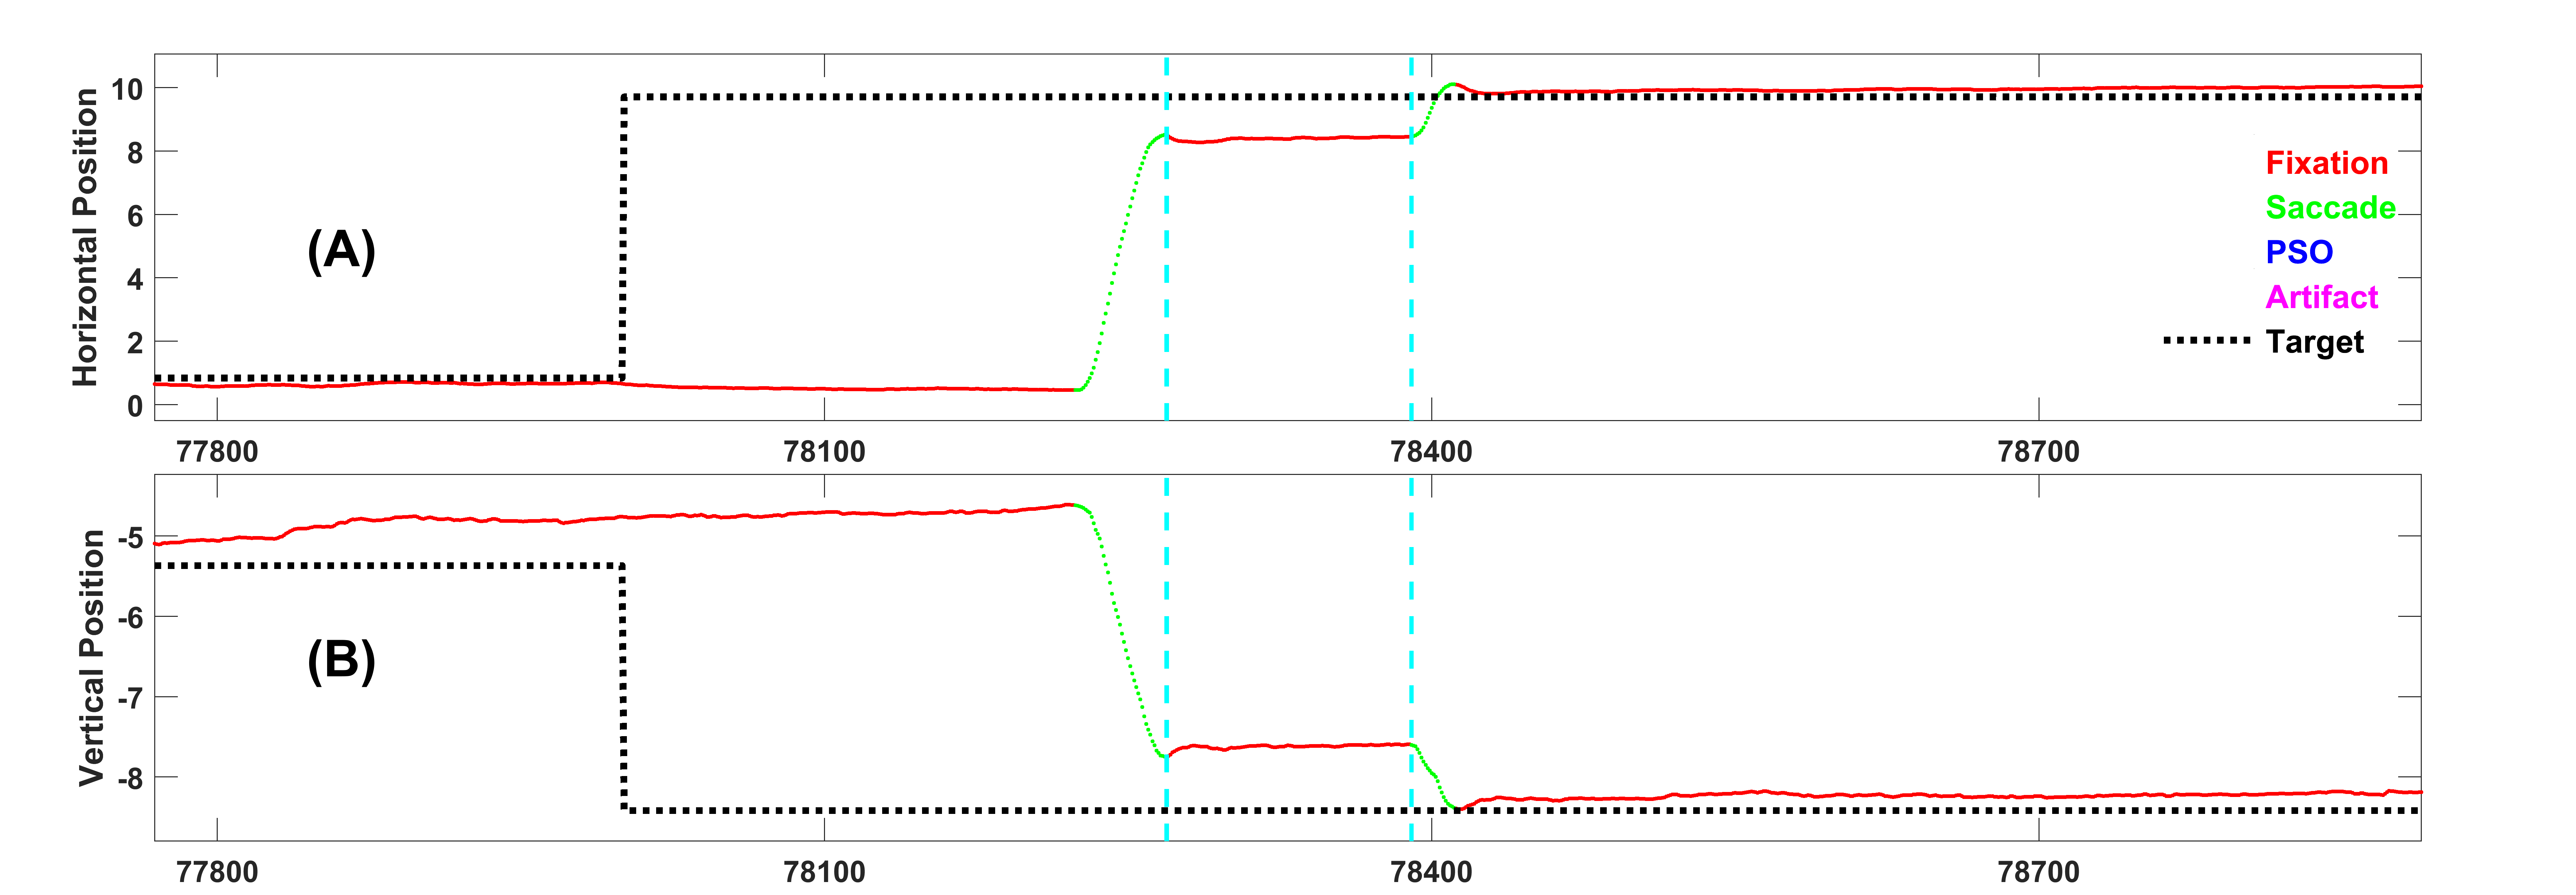 Horizontal Position
10
8
6
4
2
0
(A)
Fixation
Saccade
PSO
Artifact
Target
77800 78100 78400 78700
Vertical Position
-5
-6
-7
-8
(B)
77800 78100 78400 78700